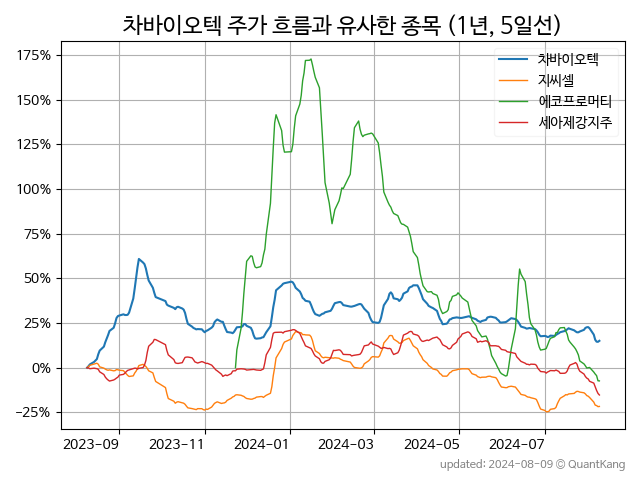 차바이오텍 주가 흐름과 유사한 종목 (1년, 5일선)
차바이오텍
지씨셀
에코프로머티
세아제강지주
175%
150%
125%
100%
75%
50%
25%
0%
−25%
2023-09 2023-11 2024-01 2024-03 2024-05 2024-07
updated: 2024-08-09 © QuantKang